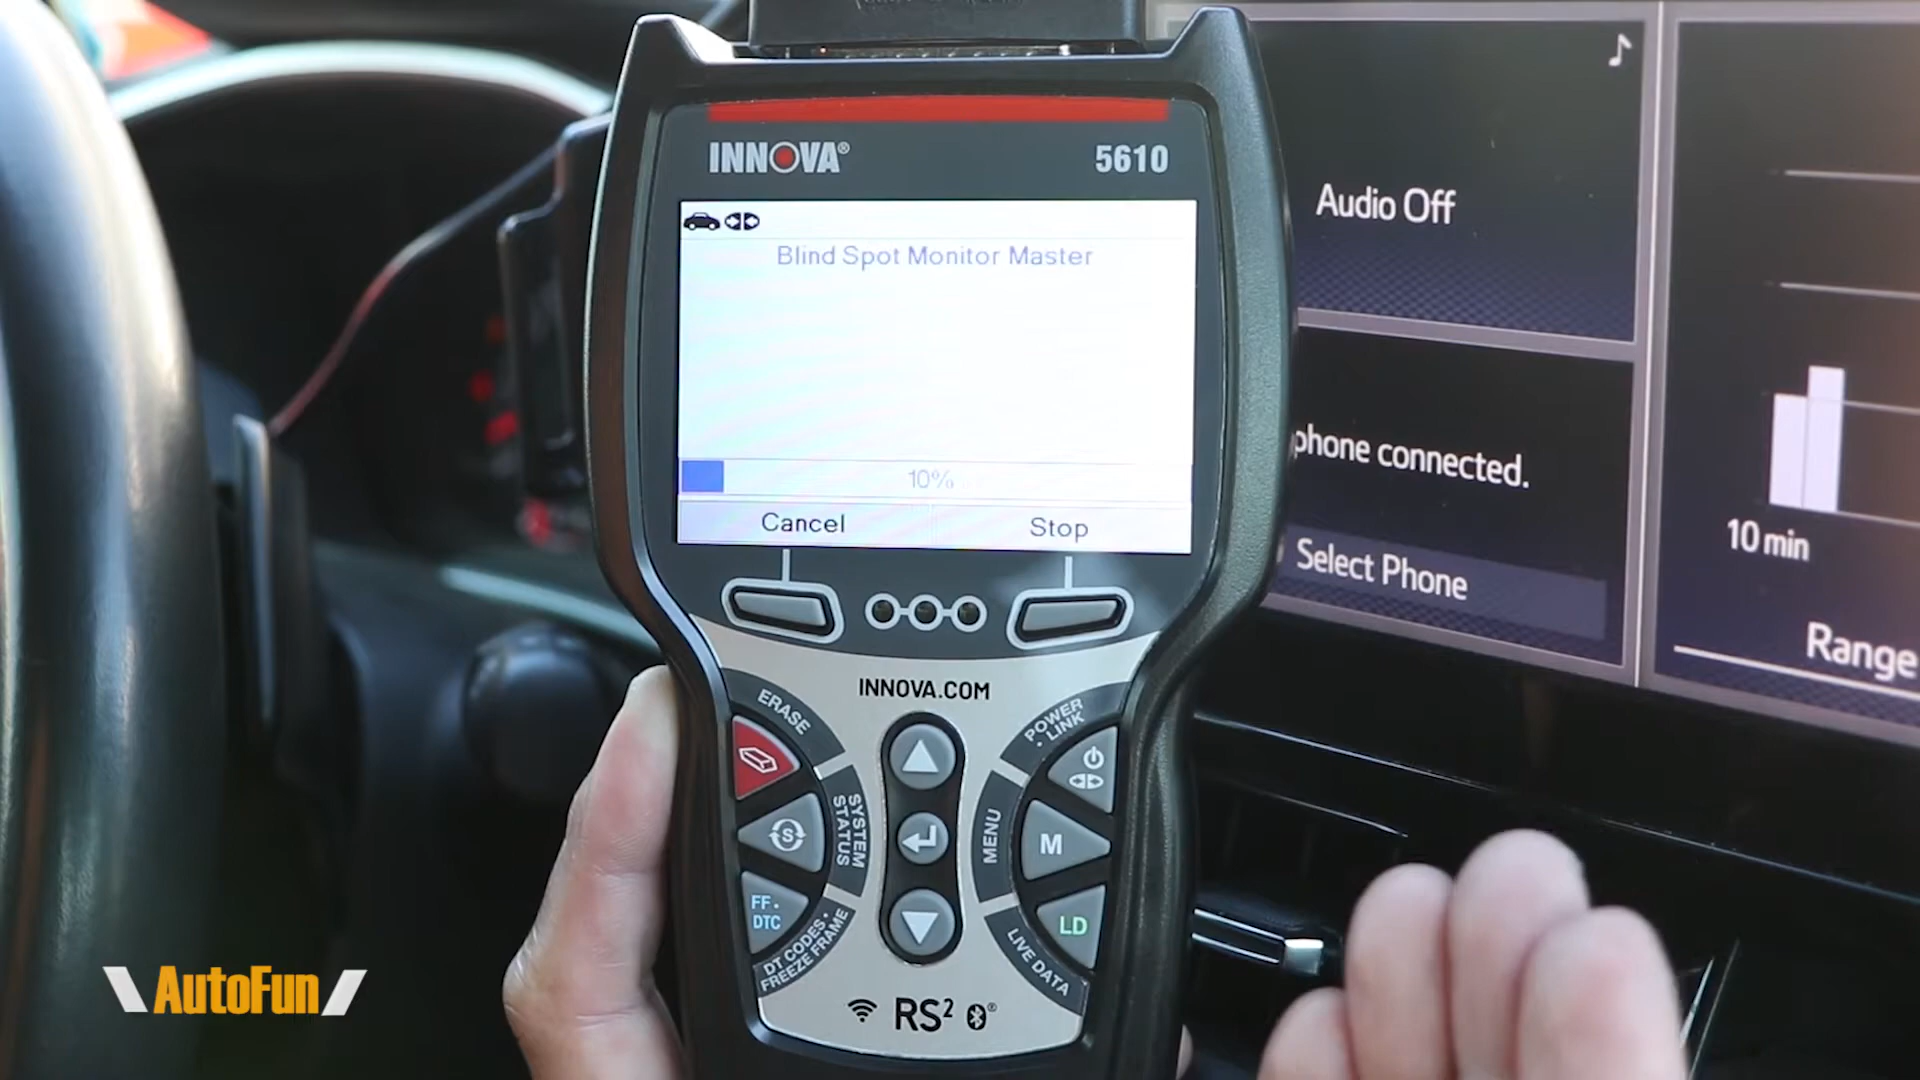 INNOVA®
5610
Blind Spot Monitor Master
10%
Cancel
Stop
INNOVA.COM
ERASE
POWER
• LINK
SYSTEM
STATUS
MENU
M
S
FF •
DTC
LD
DT CODES •
FREEZE FRAME
LIVE DATA
RS²
Audio Off
phone connected.
Select Phone
10 min
Range
AutoFun